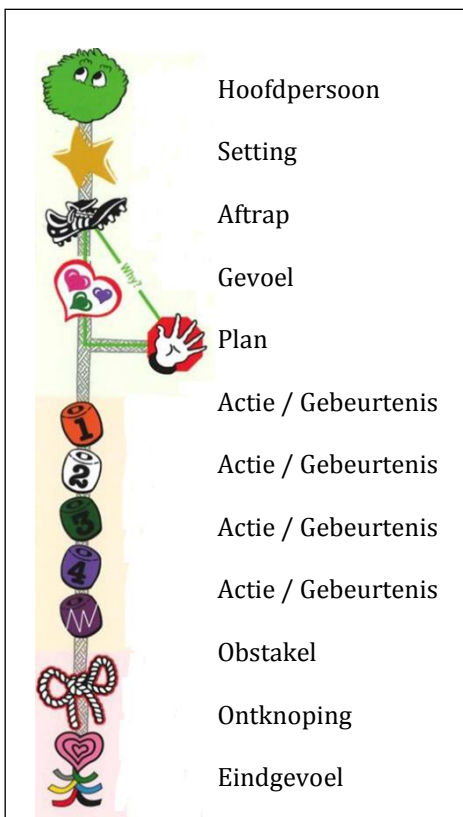 Hoofdpersoon
Setting
Aftrap
Gevoel
Why?
Plan
Actie / Gebeurtenis
1
Actie / Gebeurtenis
2
Actie / Gebeurtenis
3
Actie / Gebeurtenis
4
Obstakel
Ontknoping
Eindgevoel